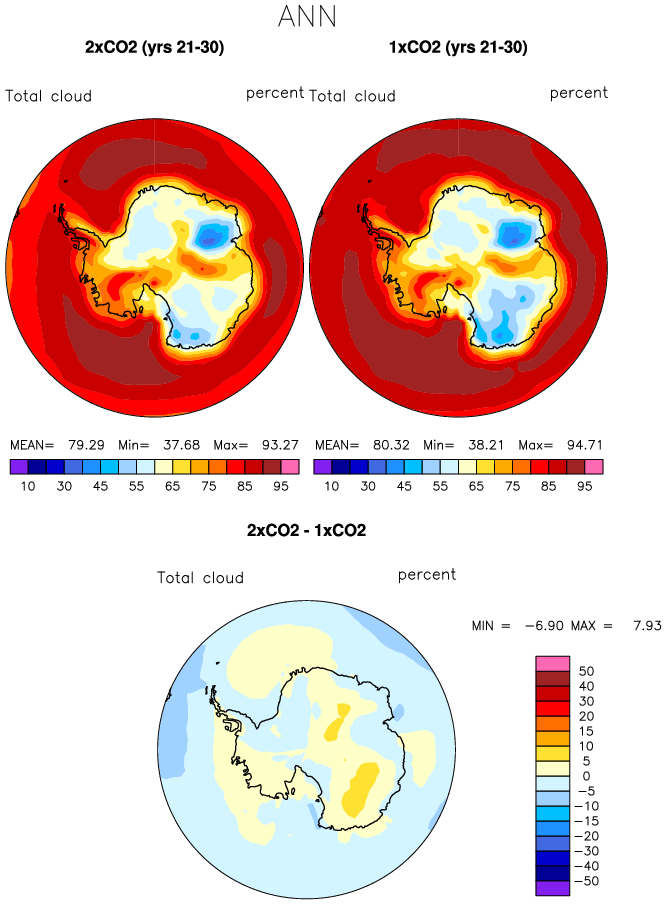 ANN
2xCO2 (yrs 21-30) 1xCO2 (yrs 21-30)
Total cloud percent Total cloud percent
MEAN= 79.29 Min= 37.68 Max= 93.27 MEAN= 80.32 Min= 38.21 Max= 94.71
10 30 45 55 65 75 85 95 10 30 45 55 65 75 85 95
2xCO2 - 1xCO2
Total cloud percent
MIN = −6.90 MAX = 7.93
50
40
30
20
15
10
5
0
−5
−10
−15
−20
−30
−40
−50